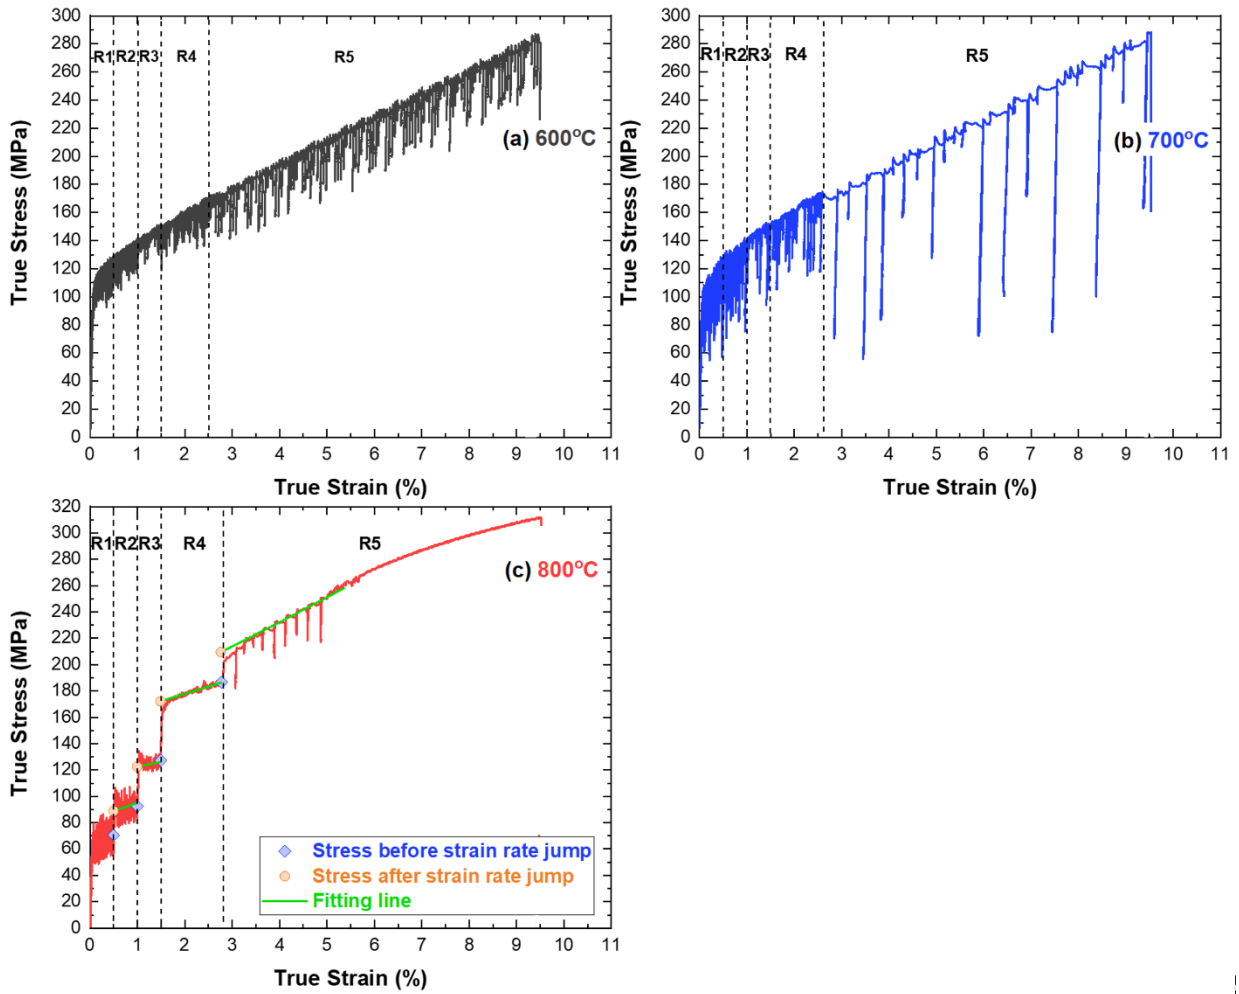 True Stress (MPa)
300
280
260
240
220
200
180
160
140
120
100
80
60
40
20
0
R1 R2 R3 R4 R5
(a) 600°C
0 1 2 3 4 5 6 7 8 9 10 11
True Strain (%)
True Stress (MPa)
300
280
260
240
220
200
180
160
140
120
100
80
60
40
20
0
R1 R2 R3 R4 R5
(b) 700°C
0 1 2 3 4 5 6 7 8 9 10 11
True Strain (%)
True Stress (MPa)
320
300
280
260
240
220
200
180
160
140
120
100
80
60
40
20
0
R1 R2 R3 R4 R5
(c) 800°C
Stress before strain rate jump
Stress after strain rate jump
Fitting line
0 1 2 3 4 5 6 7 8 9 10 11
True Strain (%)